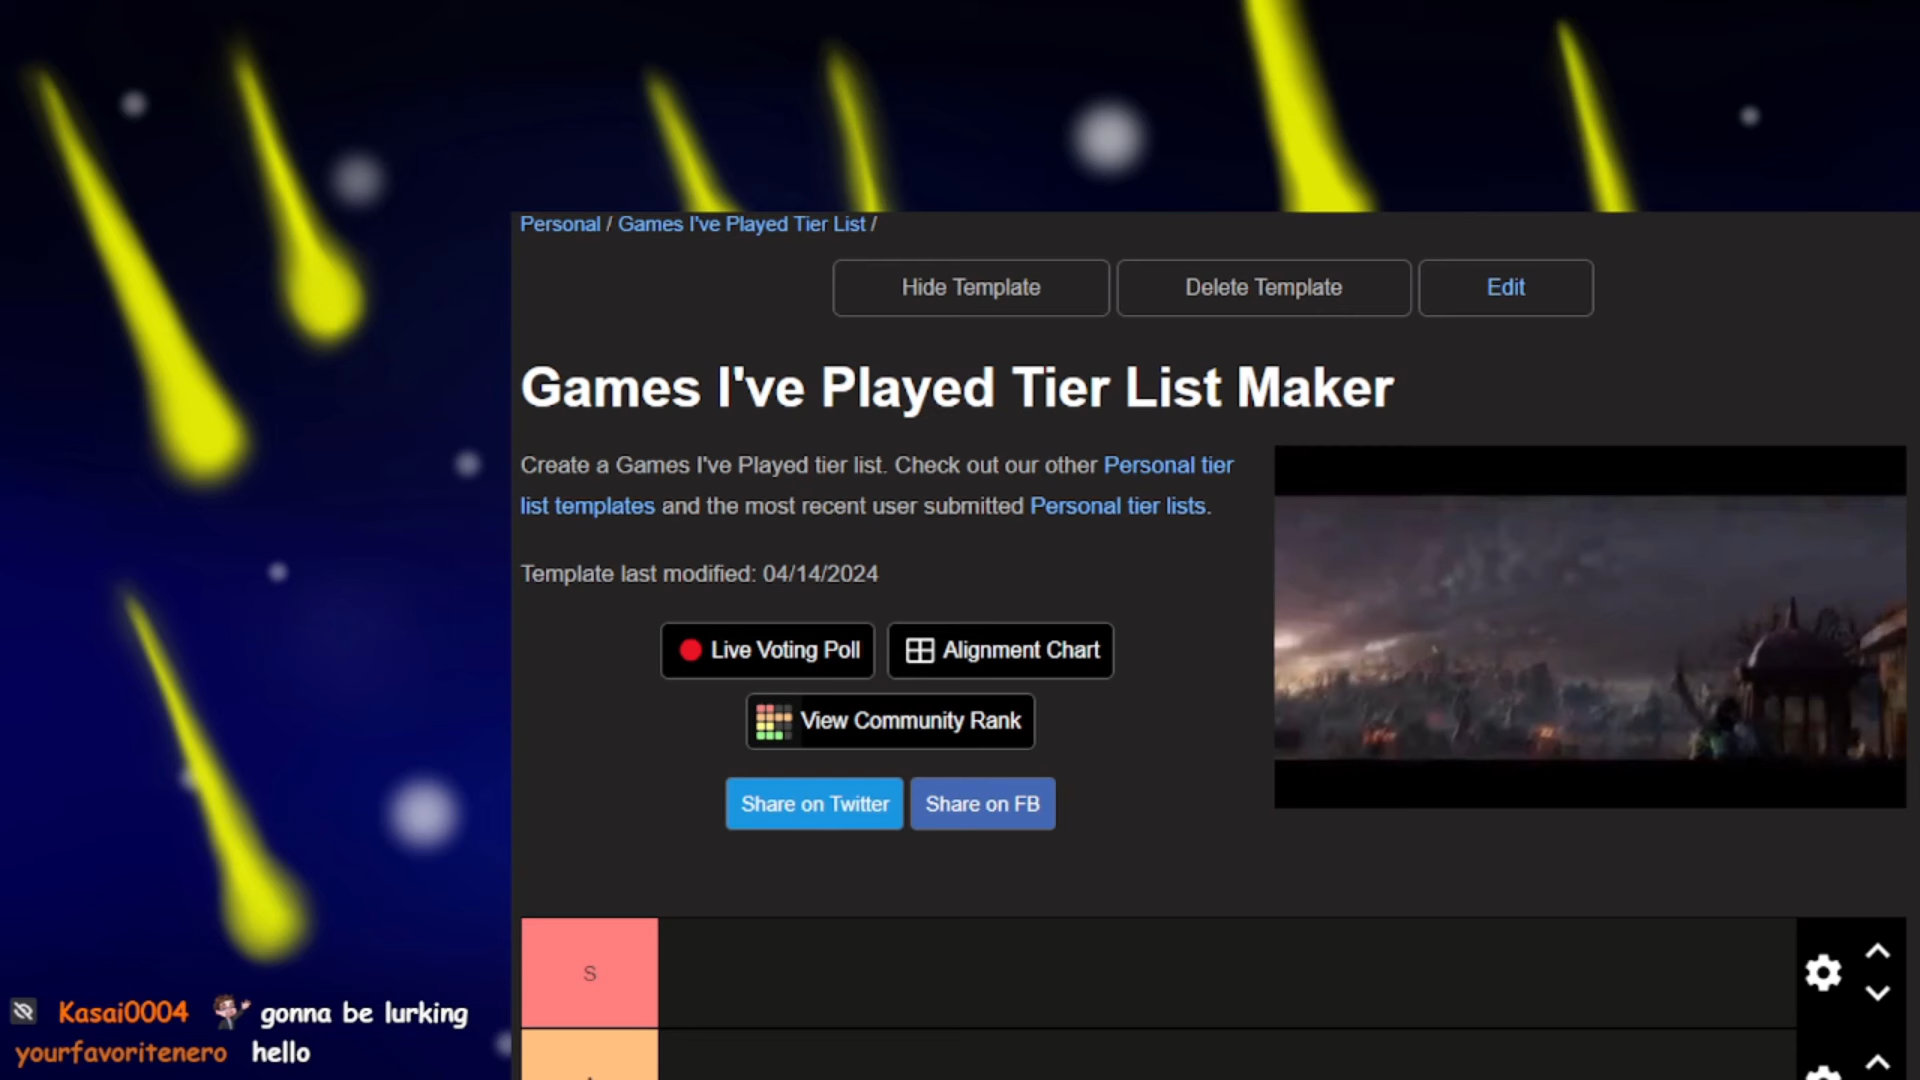 Personal / Games I've Played Tier List /
Hide Template
Delete Template
Edit
Games I've Played Tier List Maker
Create a Games I've Played tier list. Check out our other Personal tier
list templates and the most recent user submitted Personal tier lists.
Template last modified: 04/14/2024
Live Voting Poll
Alignment Chart
View Community Rank
Share on Twitter
Share on FB
S
Kasai0004 gonna be lurking
yourfavoritenero hello